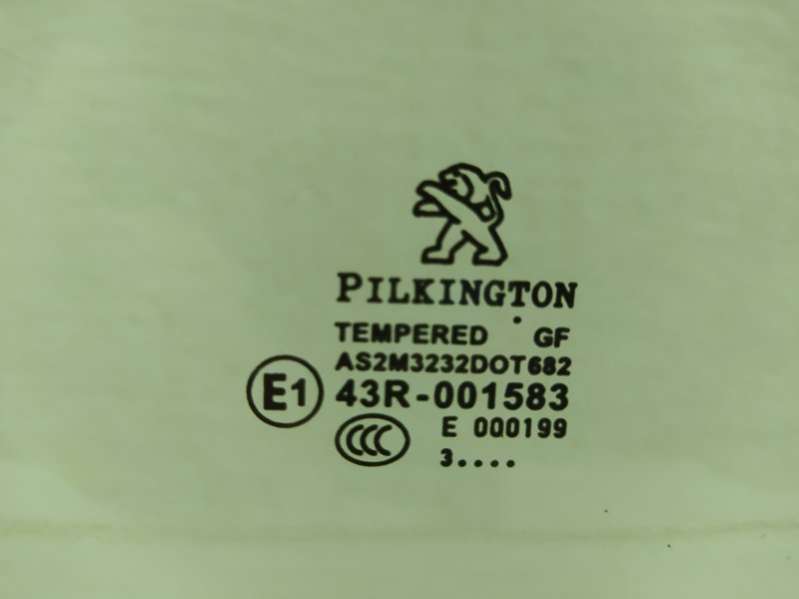 PILKINGTON
TEMPERED GF
AS2M3232DOT682
E1 43R-001583
CCC E 000199
3....